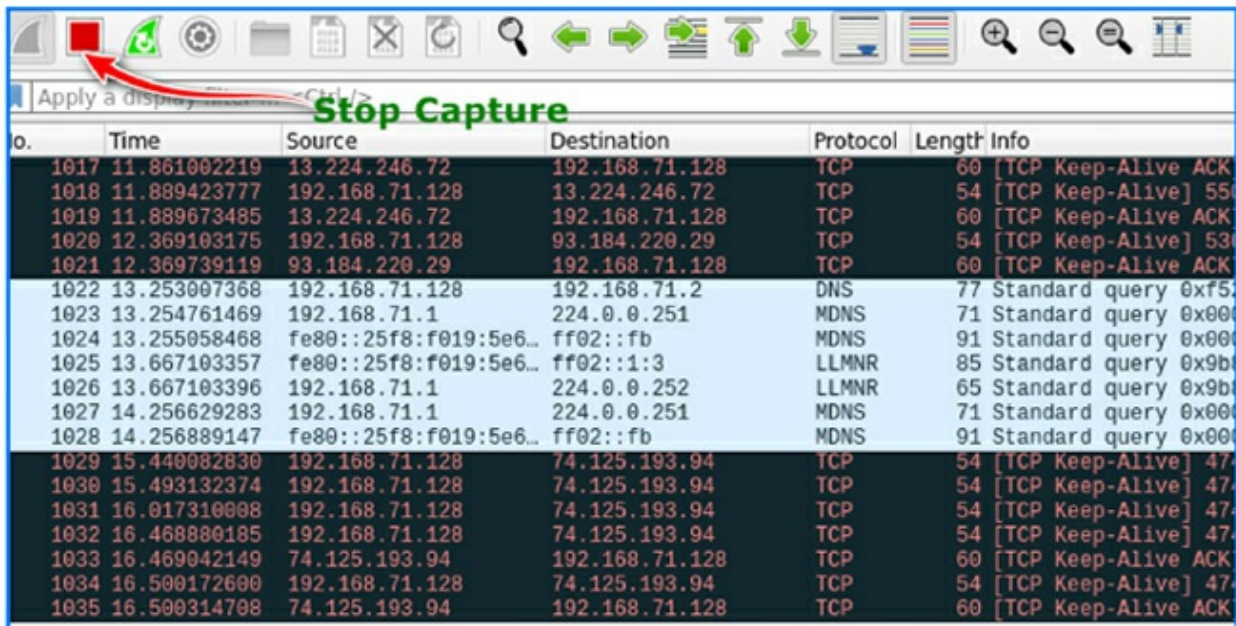 Apply a display filter … <Ctrl-/>
Stop Capture
No. Time Source Destination Protocol Length Info
1017 11.861002219 13.224.246.72 192.168.71.128 TCP 60 [TCP Keep-Alive ACK]
1018 11.889423777 192.168.71.128 13.224.246.72 TCP 54 [TCP Keep-Alive] 550
1019 11.889673485 13.224.246.72 192.168.71.128 TCP 60 [TCP Keep-Alive ACK]
1020 12.369103175 192.168.71.128 93.184.220.29 TCP 54 [TCP Keep-Alive] 530
1021 12.369739119 93.184.220.29 192.168.71.128 TCP 60 [TCP Keep-Alive ACK]
1022 13.253007368 192.168.71.128 192.168.71.2 DNS 77 Standard query 0xf52
1023 13.254761469 192.168.71.1 224.0.0.251 MDNS 71 Standard query 0x000
1024 13.255058468 fe80::25f8:f019:5e6… ff02::fb MDNS 91 Standard query 0x000
1025 13.667103357 fe80::25f8:f019:5e6… ff02::1:3 LLMNR 85 Standard query 0x9b8
1026 13.667103396 192.168.71.1 224.0.0.252 LLMNR 65 Standard query 0x9b8
1027 14.256629283 192.168.71.1 224.0.0.251 MDNS 71 Standard query 0x000
1028 14.256889147 fe80::25f8:f019:5e6… ff02::fb MDNS 91 Standard query 0x000
1029 15.440082830 192.168.71.128 74.125.193.94 TCP 54 [TCP Keep-Alive] 474
1030 15.493132374 192.168.71.128 74.125.193.94 TCP 54 [TCP Keep-Alive] 474
1031 16.017310008 192.168.71.128 74.125.193.94 TCP 54 [TCP Keep-Alive] 474
1032 16.468880185 192.168.71.128 74.125.193.94 TCP 54 [TCP Keep-Alive] 474
1033 16.469042149 74.125.193.94 192.168.71.128 TCP 60 [TCP Keep-Alive ACK]
1034 16.500172600 192.168.71.128 74.125.193.94 TCP 54 [TCP Keep-Alive] 474
1035 16.500314708 74.125.193.94 192.168.71.128 TCP 60 [TCP Keep-Alive ACK]